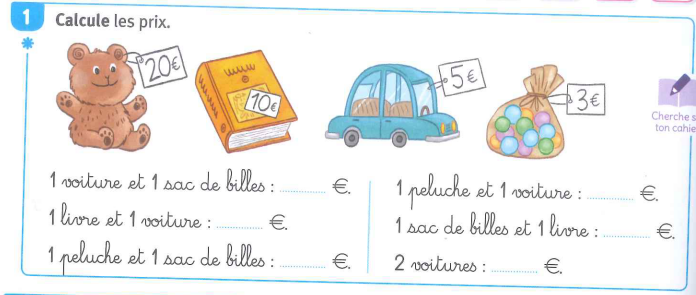 1 Calcule les prix.
20€
10€
5€
3€
Cherche s
ton cahie
1 voiture et 1 sac de billes : ........... €.
1 livre et 1 voiture : ........... €.
1 peluche et 1 sac de billes : ........... €.
1 peluche et 1 voiture : ........... €.
1 sac de billes et 1 livre : ........... €.
2 voitures : ........... €.